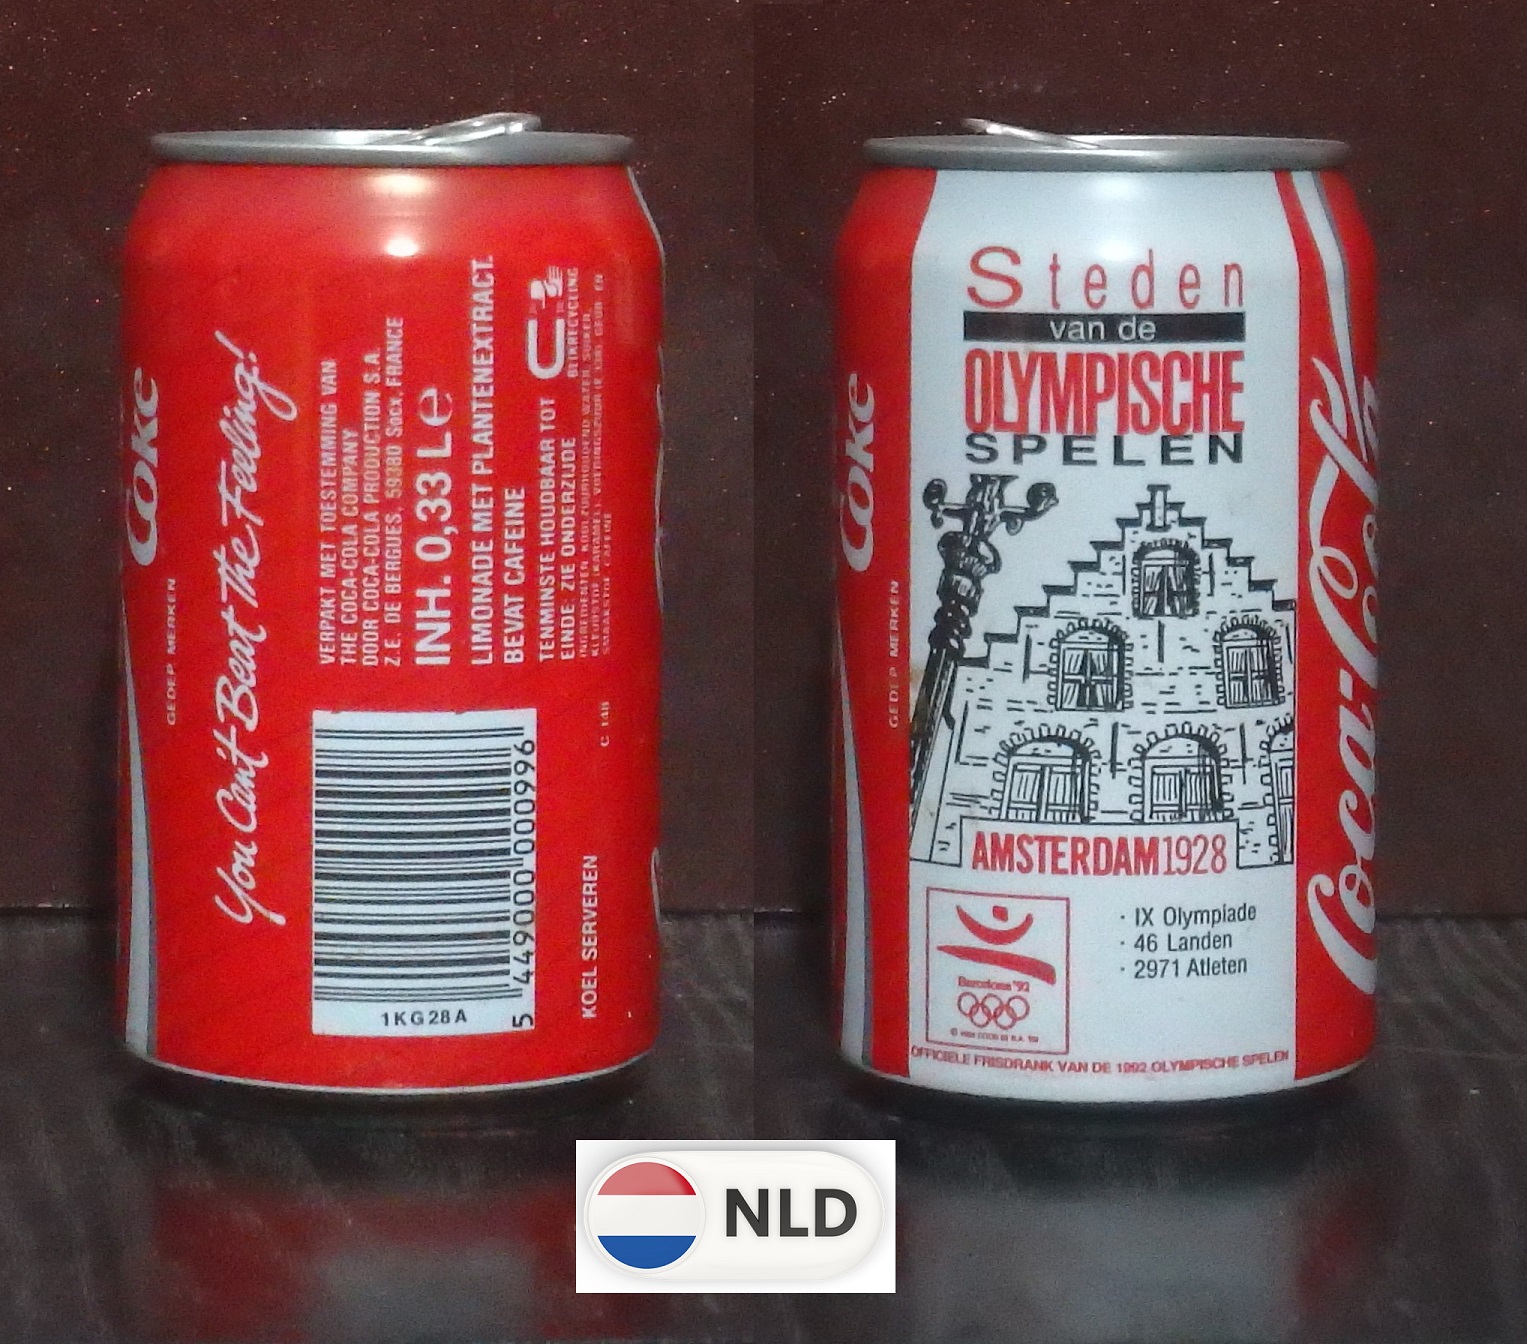 Coke
GEDEP. MERKEN
You Can't Beat The Feeling!
VERPAKT MET TOESTEMMING VAN
THE COCA-COLA COMPANY
DOOR COCA-COLA PRODUCTION S.A.
Z.E. DE BERGUES, 59380 Socx, FRANCE
INH. 0,33 L e
LIMONADE MET PLANTENEXTRACT.
BEVAT CAFEINE
TENMINSTE HOUDBAAR TOT
EINDE: ZIE ONDERZIJDE
BLIKRECYCLING
C 148
KOEL SERVEREN
1KG28A
5 449000 000996
Coke
GEDEP. MERKEN
Steden
van de
OLYMPISCHE
SPELEN
AMSTERDAM 1928
Barcelona '92
· IX Olympiade
· 46 Landen
· 2971 Atleten
OFFICIELE FRISDRANK VAN DE 1992 OLYMPISCHE SPELEN
Coca-Cola
NLD